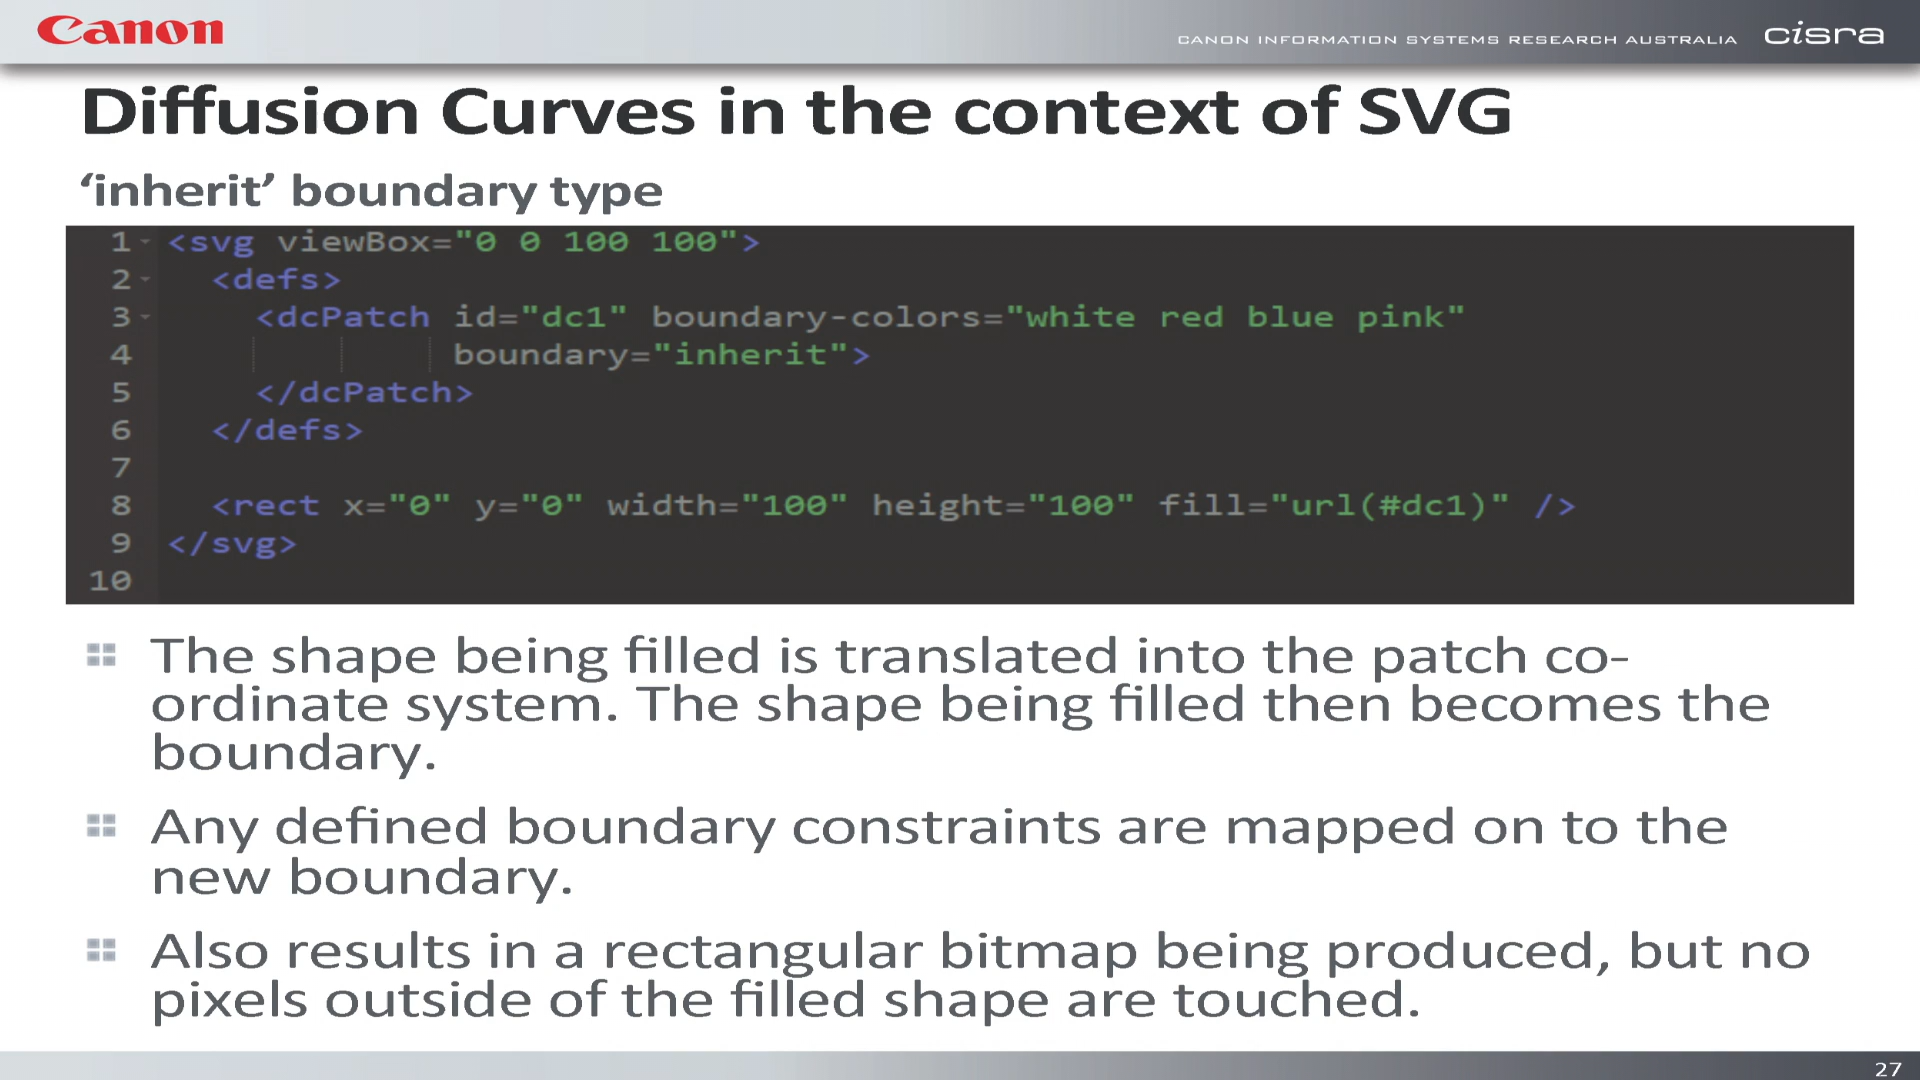 Canon
CANON INFORMATION SYSTEMS RESEARCH AUSTRALIA cisra
Diffusion Curves in the context of SVG
‘inherit’ boundary type
1 <svg viewBox="0 0 100 100">
2 <defs>
3 <dcPatch id="dc1" boundary-colors="white red blue pink"
4 boundary="inherit">
5 </dcPatch>
6 </defs>
7
8 <rect x="0" y="0" width="100" height="100" fill="url(#dc1)" />
9 </svg>
10
The shape being filled is translated into the patch co-
ordinate system. The shape being filled then becomes the
boundary.
Any defined boundary constraints are mapped on to the
new boundary.
Also results in a rectangular bitmap being produced, but no
pixels outside of the filled shape are touched.
27